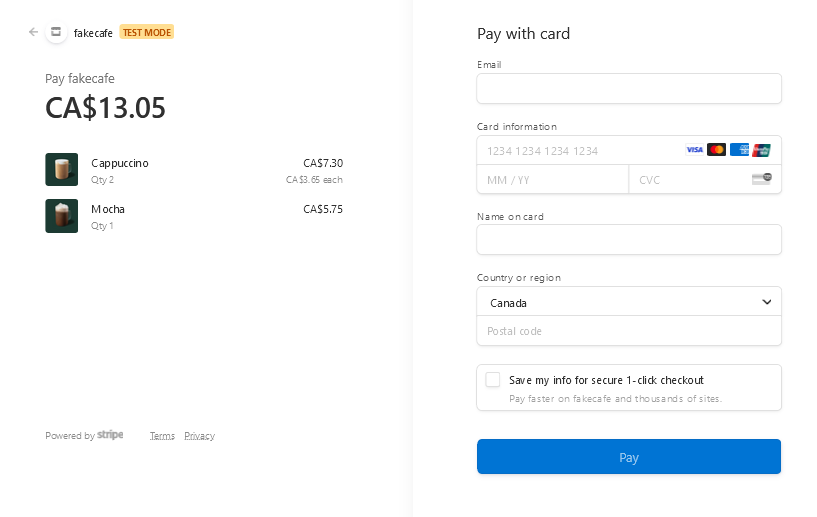 fakecafe TEST MODE
Pay fakecafe
CA$13.05
Cappuccino CA$7.30
Qty 2 CA$3.65 each
Mocha CA$5.75
Qty 1
Powered by stripe Terms Privacy
Pay with card
Email
Card information
1234 1234 1234 1234 VISA
MM / YY CVC
Name on card
Country or region
Canada
Postal code
Save my info for secure 1-click checkout
Pay faster on fakecafe and thousands of sites.
Pay